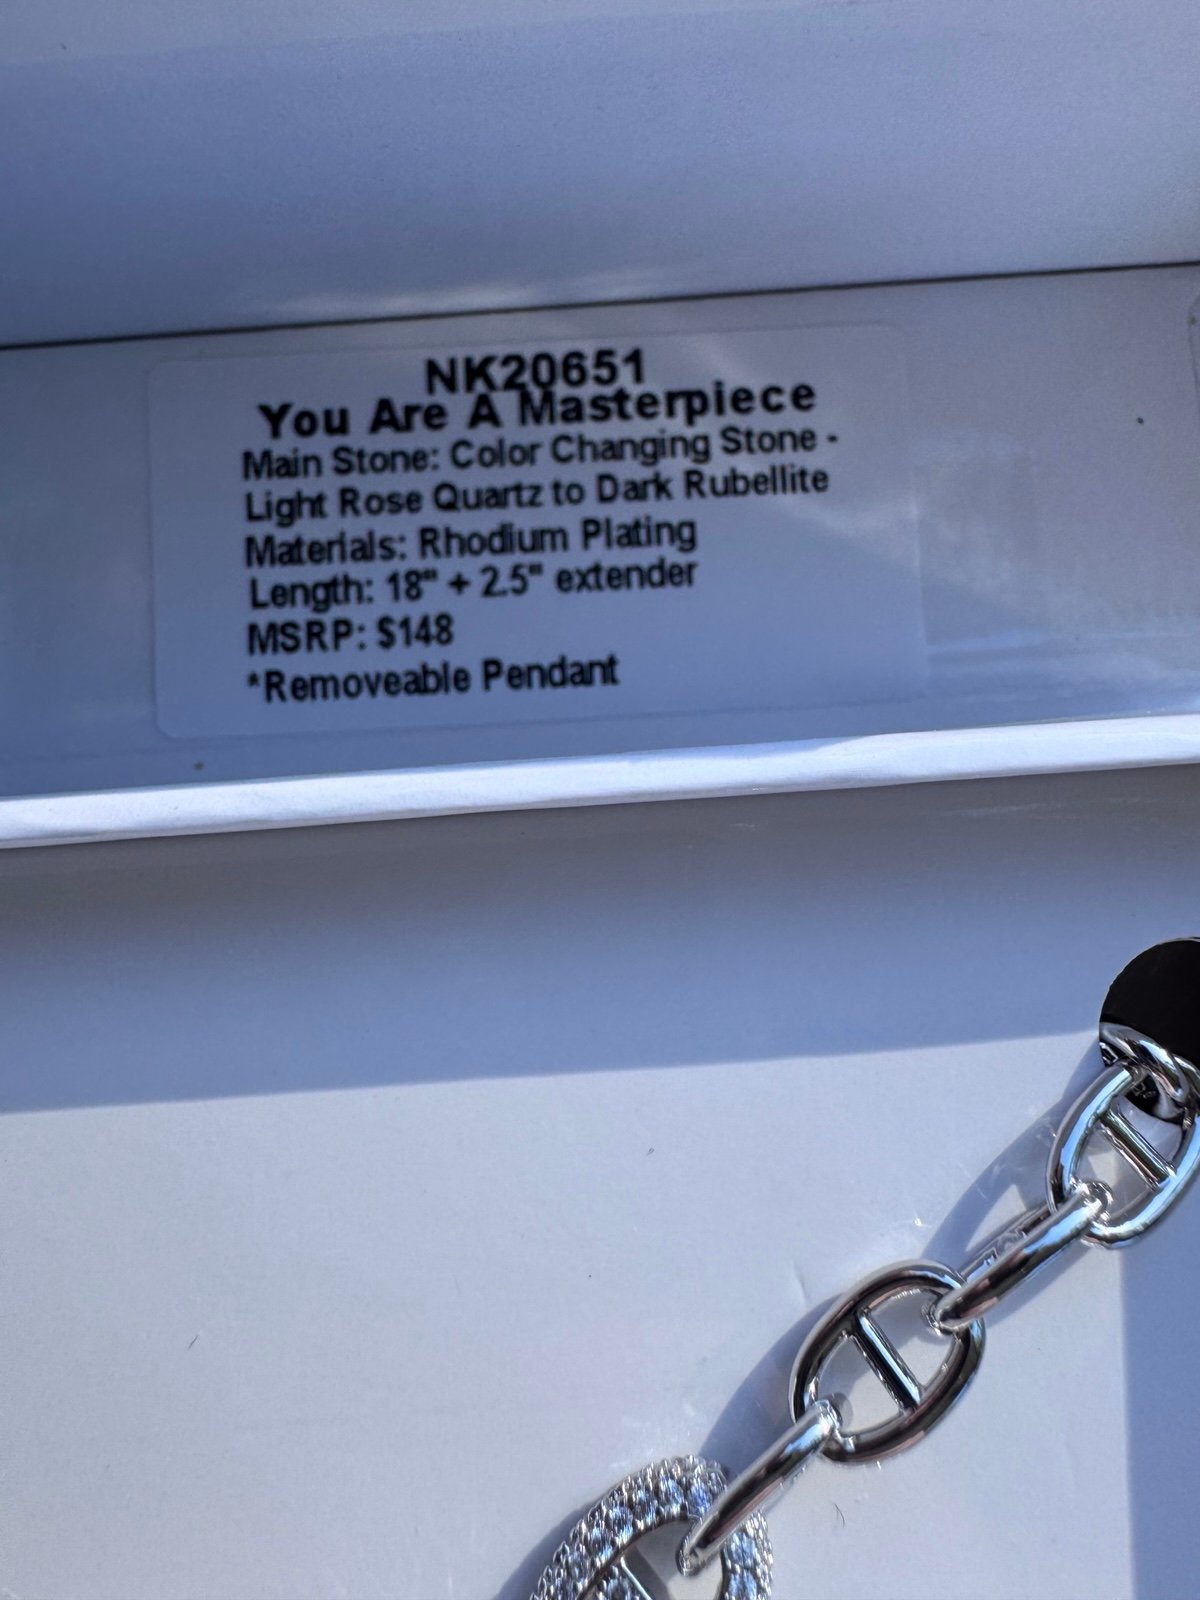 NK20651
You Are A Masterpiece
Main Stone: Color Changing Stone -
Light Rose Quartz to Dark Rubellite
Materials: Rhodium Plating
Length: 18" + 2.5" extender
MSRP: $148
*Removeable Pendant